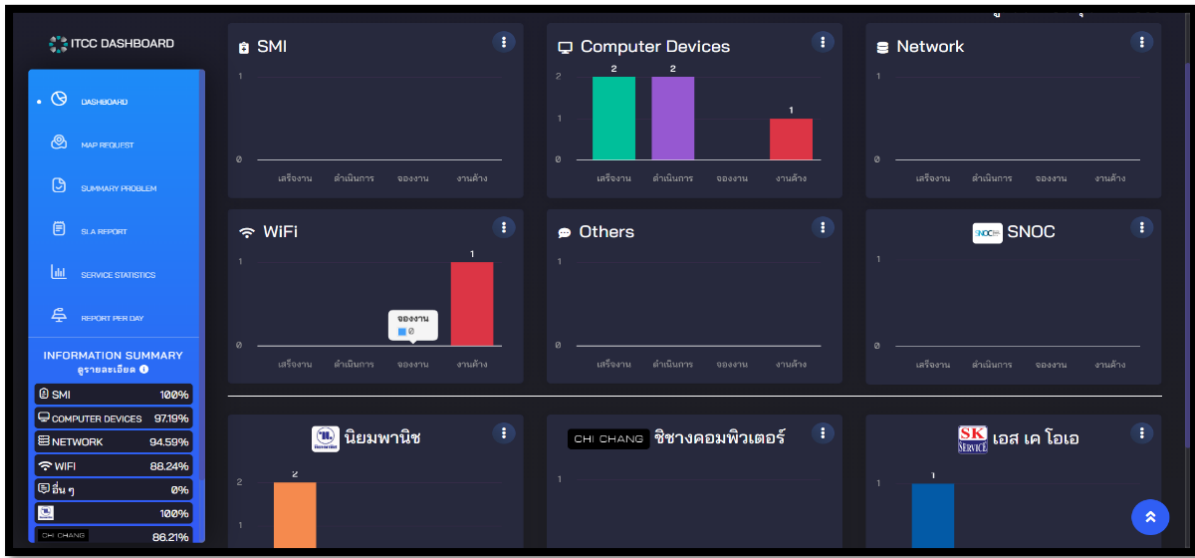 ITCC DASHBOARD
DASHBOARD
MAP REQUEST
SUMMARY PROBLEM
SLA REPORT
SERVICE STATISTICS
REPORT PER DAY
INFORMATION SUMMARY
ดูรายละเอียด
SMI 100%
COMPUTER DEVICES 97.19%
NETWORK 94.59%
WIFI 88.24%
อื่น ๆ 0%
100%
CHI CHANG 86.21%
SMI
1
0
เสร็จงาน ดำเนินการ จองงาน งานค้าง
Computer Devices
2 2 1
2
1
0
เสร็จงาน ดำเนินการ จองงาน งานค้าง
Network
1
0
เสร็จงาน ดำเนินการ จองงาน งานค้าง
WiFi
1
1
จองงาน
0
0
เสร็จงาน ดำเนินการ จองงาน งานค้าง
Others
1
0
เสร็จงาน ดำเนินการ จองงาน งานค้าง
SNOC SNOC
1
0
เสร็จงาน ดำเนินการ จองงาน งานค้าง
นิยมพานิช
2
2
1
CHI CHANG ชิชางคอมพิวเตอร์
1
SK SERVICE เอส เค โอเอ
1
1